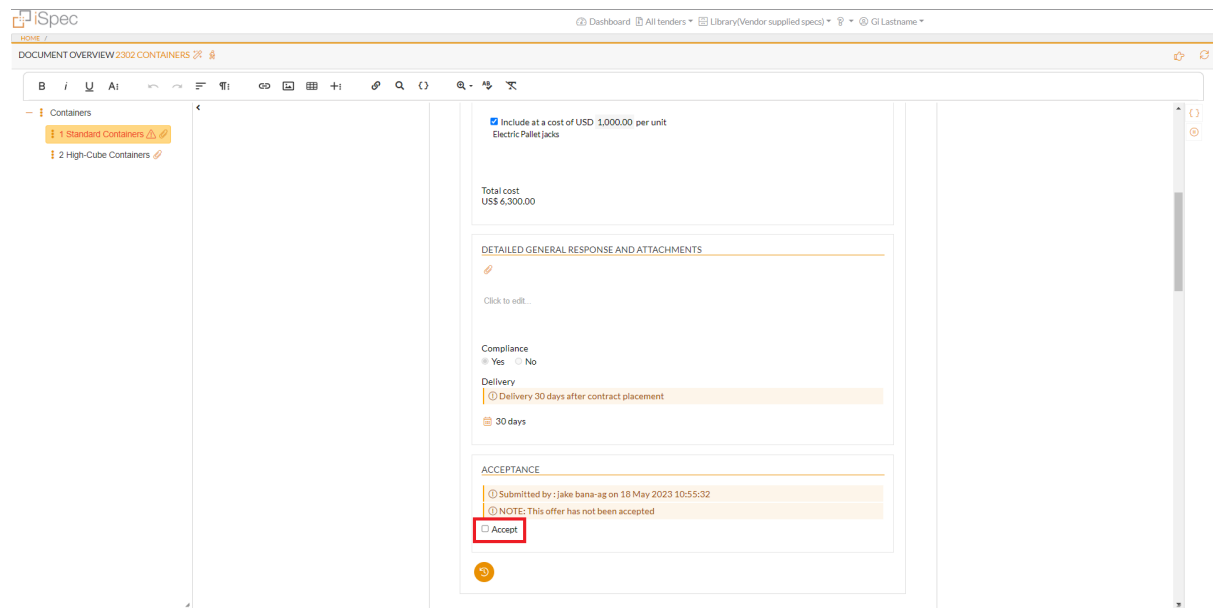 iSpec
Dashboard All tenders Library(Vendor supplied specs) GI Lastname
HOME /
DOCUMENT OVERVIEW 2302 CONTAINERS
B i U A
Containers
1 Standard Containers
2 High-Cube Containers
Include at a cost of USD 1,000.00 per unit
Electric Pallet jacks
Total cost
US$ 6,300.00
DETAILED GENERAL RESPONSE AND ATTACHMENTS
Click to edit...
Compliance
Yes No
Delivery
Delivery 30 days after contract placement
30 days
ACCEPTANCE
Submitted by : jake bana-ag on 18 May 2023 10:55:32
NOTE: This offer has not been accepted
Accept